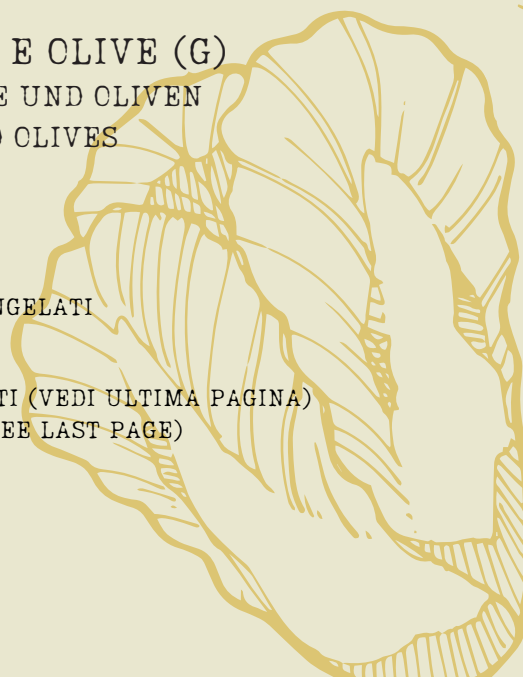 E OLIVE (G)
E UND OLIVEN
OLIVES
NGELATI
TI (VEDI ULTIMA PAGINA)
EE LAST PAGE)